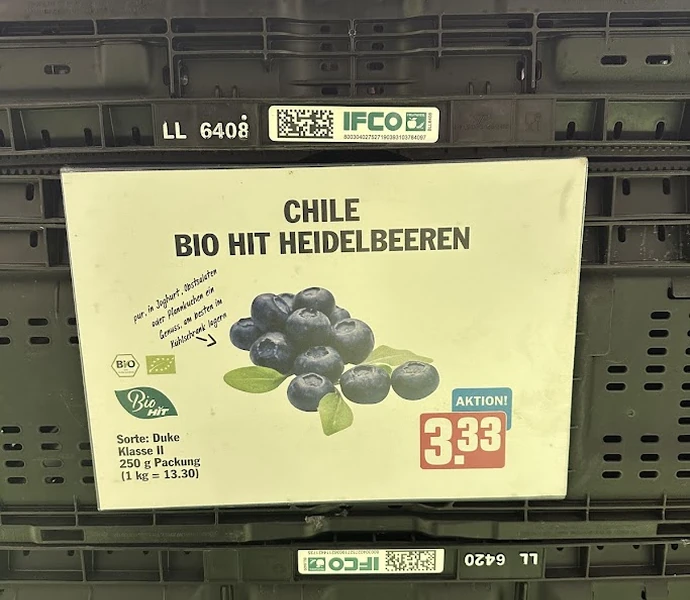 LL 6408
IFCO
CHILE
BIO HIT HEIDELBEEREN
pur, in Joghurt, Obstsalaten
oder Pfannkuchen ein
Genuss, am besten im
Kühlschrank lagern
BIO
Bio
HIT
Sorte: Duke
Klasse II
250 g Packung
(1 kg = 13.30)
AKTION!
3.33
IFCO
LL 6420